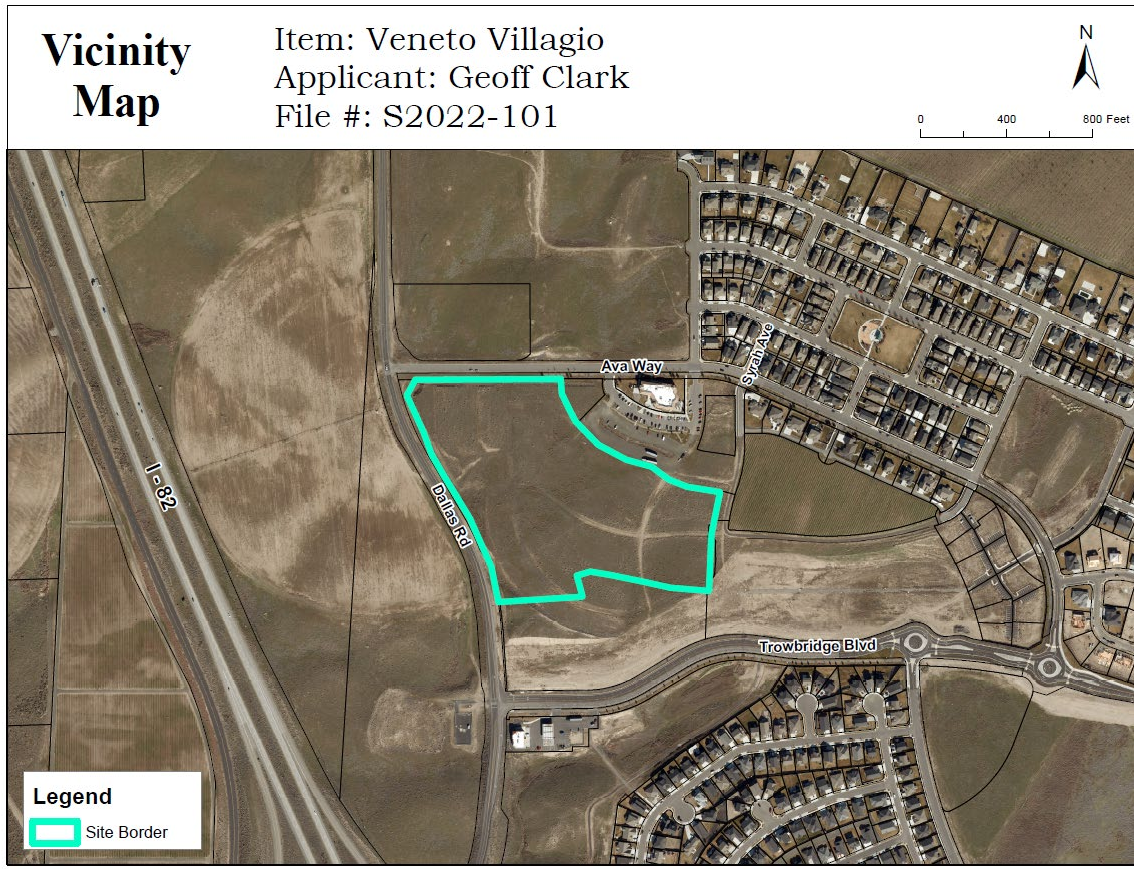 Vicinity
Map
Item: Veneto Villagio
Applicant: Geoff Clark
File #: S2022-101
N
0 400 800 Feet
Ava Way
Syrah Ave
I - 82
Dallas Rd
Trowbridge Blvd
Legend
Site Border